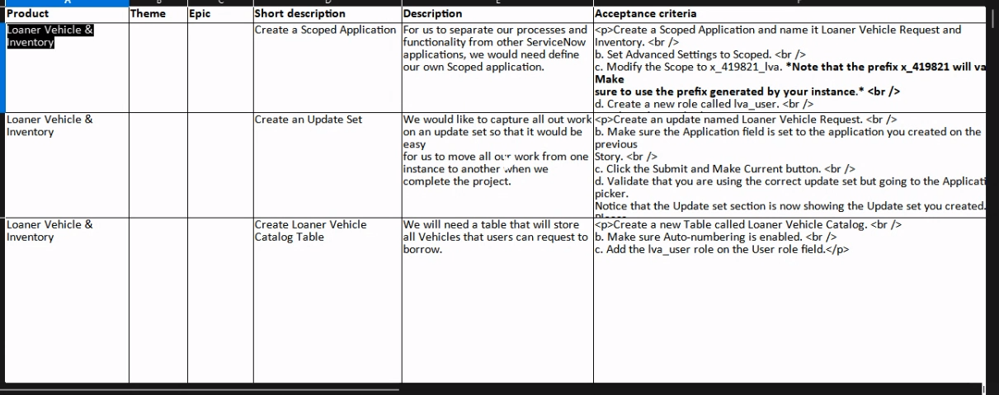 Product Theme Epic Short description Description Acceptance criteria
Loaner Vehicle &
Inventory
Create a Scoped Application
For us to separate our processes and
functionality from other ServiceNow
applications, we would need define
our own Scoped application.
<p>Create a Scoped Application and name it Loaner Vehicle Request and
Inventory. <br />
b. Set Advanced Settings to Scoped. <br />
c. Modify the Scope to x_419821_lva. *Note that the prefix x_419821 will va
Make
sure to use the prefix generated by your instance.* <br />
d. Create a new role called lva_user. <br />
Loaner Vehicle &
Inventory
Create an Update Set
We would like to capture all out work
on an update set so that it would be
easy
for us to move all our work from one
instance to another when we
complete the project.
<p>Create an update named Loaner Vehicle Request. <br />
b. Make sure the Application field is set to the application you created on the
previous
Story. <br />
c. Click the Submit and Make Current button. <br />
d. Validate that you are using the correct update set but going to the Applicati
picker.
Notice that the Update set section is now showing the Update set you created.
Loaner Vehicle &
Inventory
Create Loaner Vehicle
Catalog Table
We will need a table that will store
all Vehicles that users can request to
borrow.
<p>Create a new Table called Loaner Vehicle Catalog. <br />
b. Make sure Auto-numbering is enabled. <br />
c. Add the lva_user role on the User role field.</p>